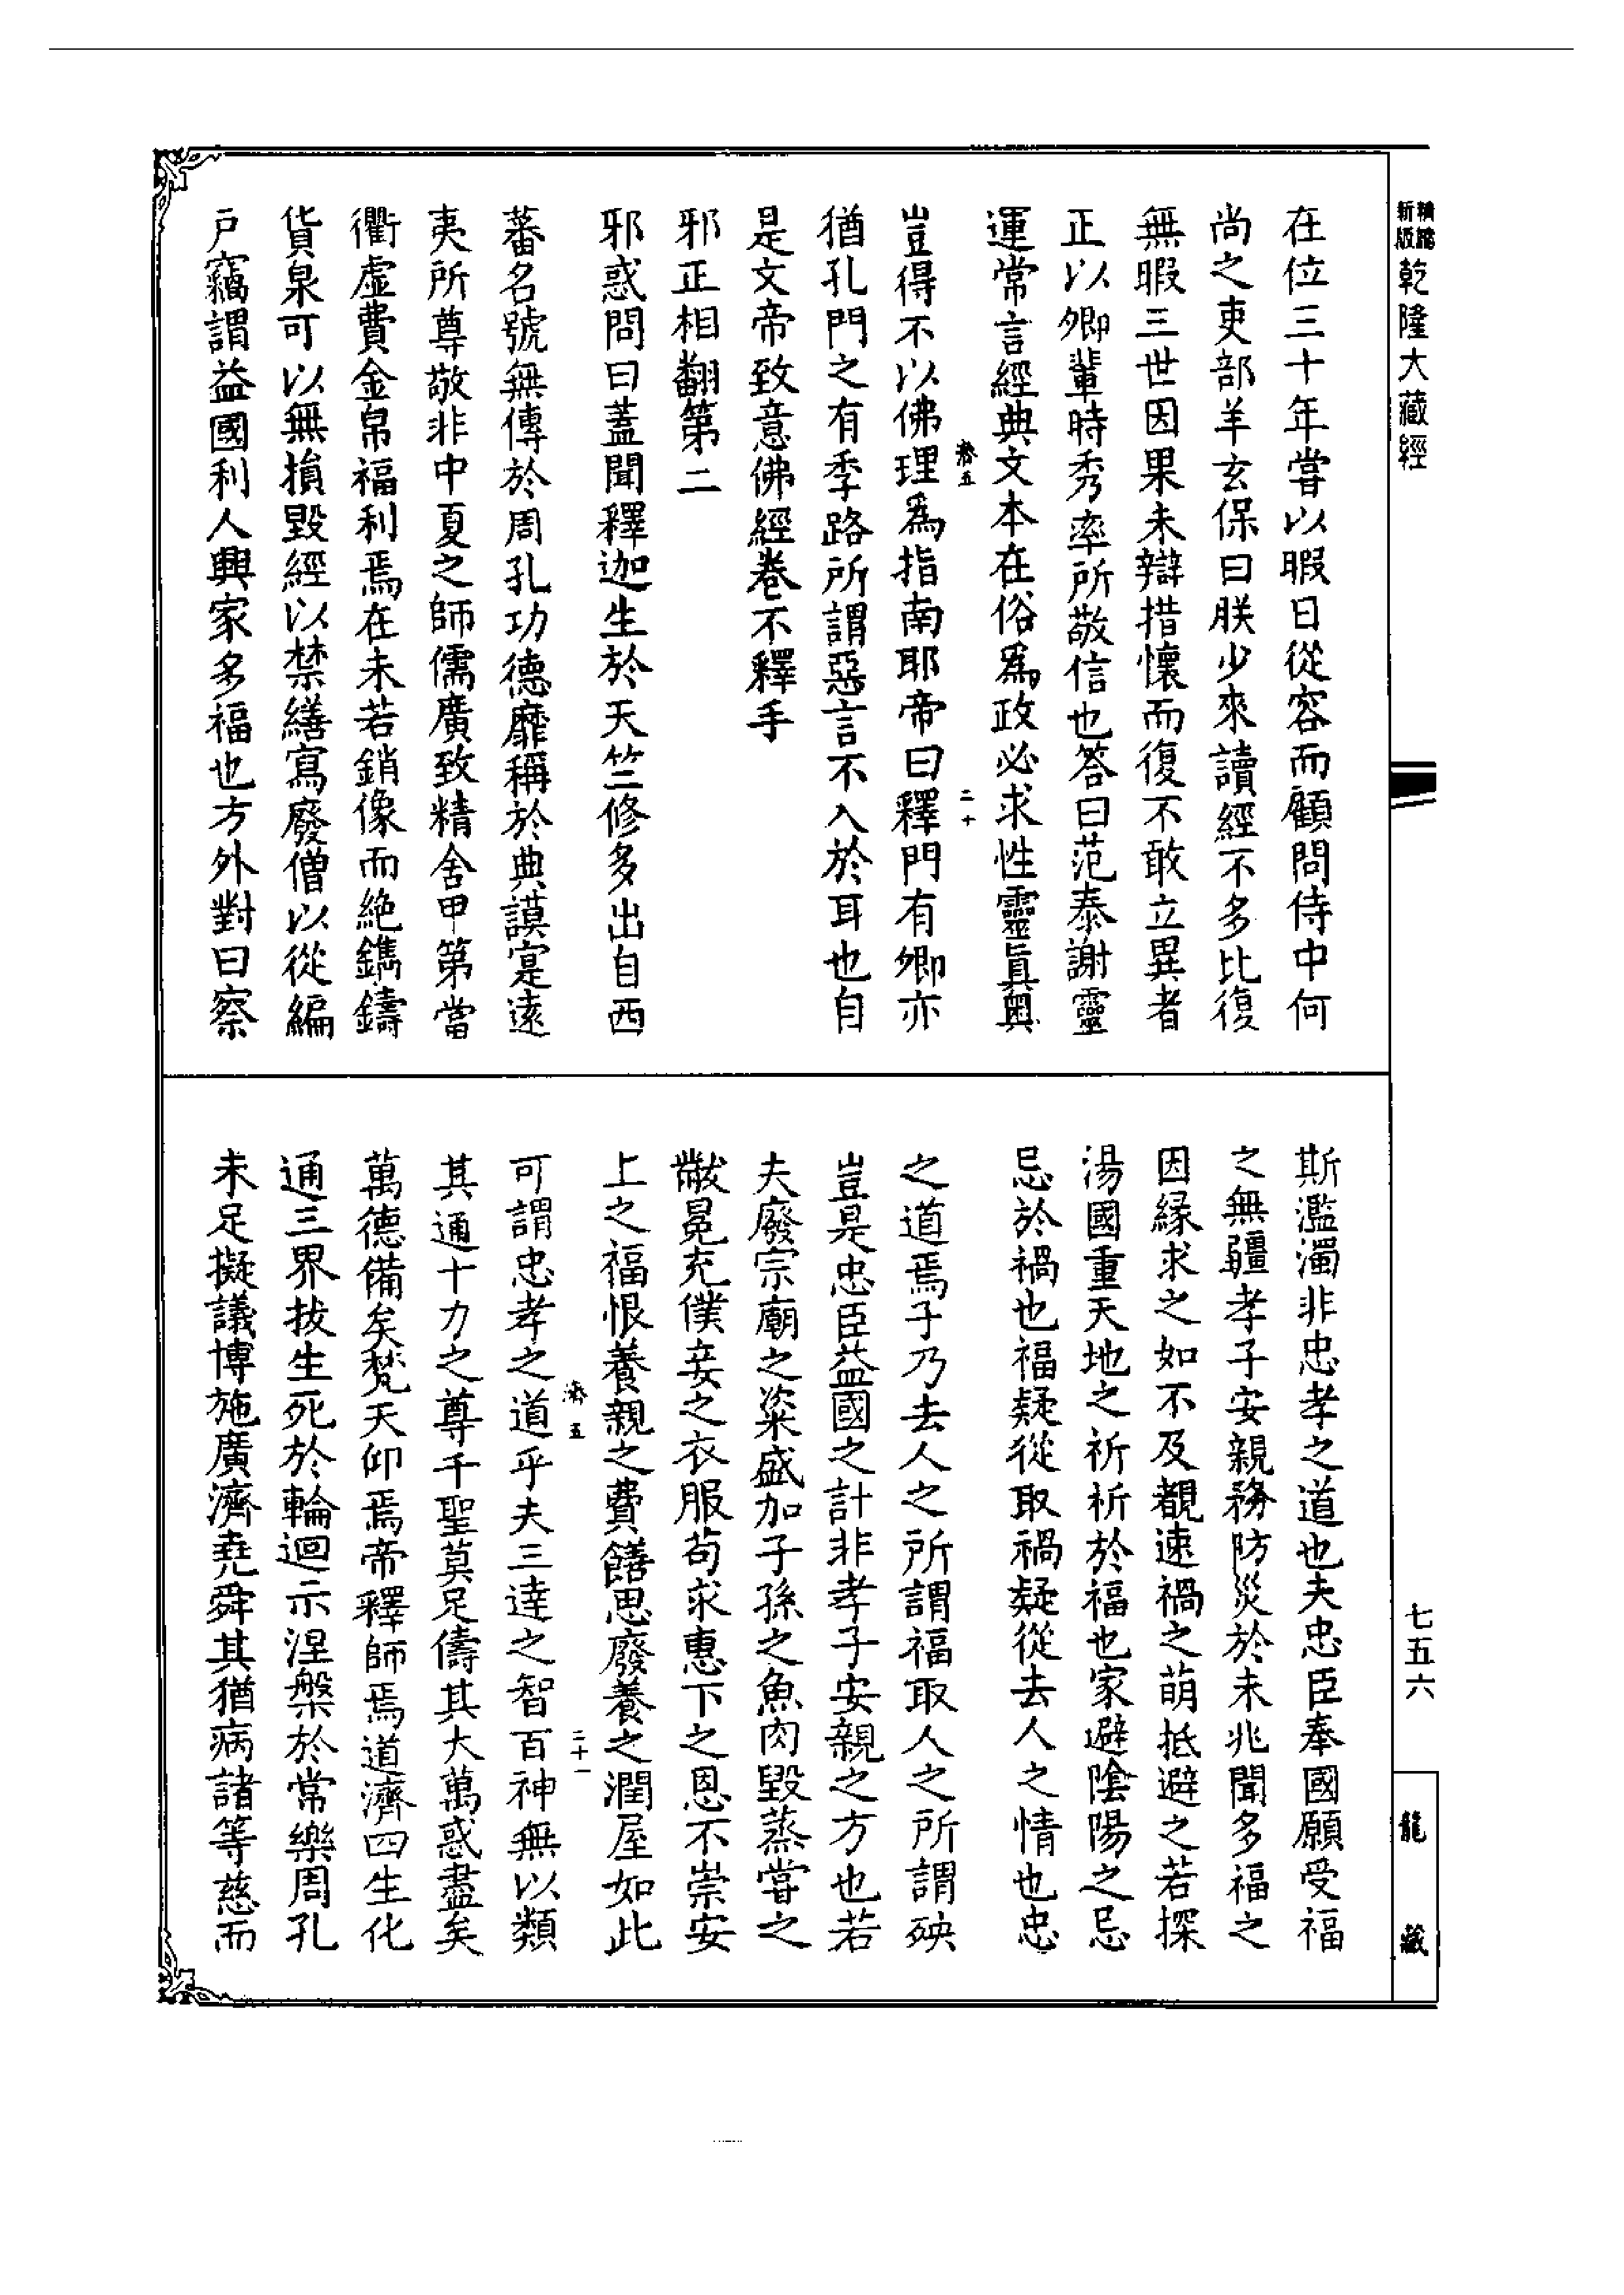 精縮
新版
乾隆大藏經
在位三十年嘗以暇日從容而顧問侍中何
尚之吏部羊玄保曰朕少來讀經不多比復
無暇三世因果未辯措懷而復不敢立異者
正以卿輩時秀率所敬信也答曰范泰謝靈
運常言經典文本在俗爲政必求性靈真奧
豈得不以佛理爲指南耶帝曰釋門有卿亦
猶孔門之有季路所謂惡言不入於耳也自
是文帝致意佛經卷不釋手
邪正相翻第二
邪惑問曰蓋聞釋迦生於天竺修多出自西
蕃名號無傳於周孔功德靡稱於典謨寔遠
夷所尊敬非中夏之師儒廣致精舍甲第當
衢虛費金帛福利焉在未若銷像而絶鐫鑄
貨泉可以無損毀經以禁繕寫廢僧以從編
戶竊謂益國利人興家多福也方外對曰察
斯濫濁非忠孝之道也夫忠臣奉國願受福
之無疆孝子安親務防災於未兆聞多福之
因縁求之如不及覩速禍之萌抵避之若探
湯國重天地之祈祈於福也家避陰陽之忌
忌於禍也福疑從取禍疑從去人之情也忠
之道焉子乃去人之所謂福取人之所謂殃
豈是忠臣益國之計非孝子安親之方也若
夫廢宗廟之粢盛加子孫之魚肉毀蒸嘗之
黻冕充僕妾之衣服苟求惠下之恩不崇安
上之福恨養親之費饍思廢養之潤屋如此
可謂忠孝之道乎夫三達之智百神無以類
其通十力之尊千聖莫足儔其大萬惑盡矣
萬德備矣梵天仰焉帝釋師焉道濟四生化
通三界拔生死於輪迴示涅槃於常樂周孔
未足擬議博施廣濟堯舜其猶病諸等慈而
五
二十
濟五
二十一
七五六
龍藏